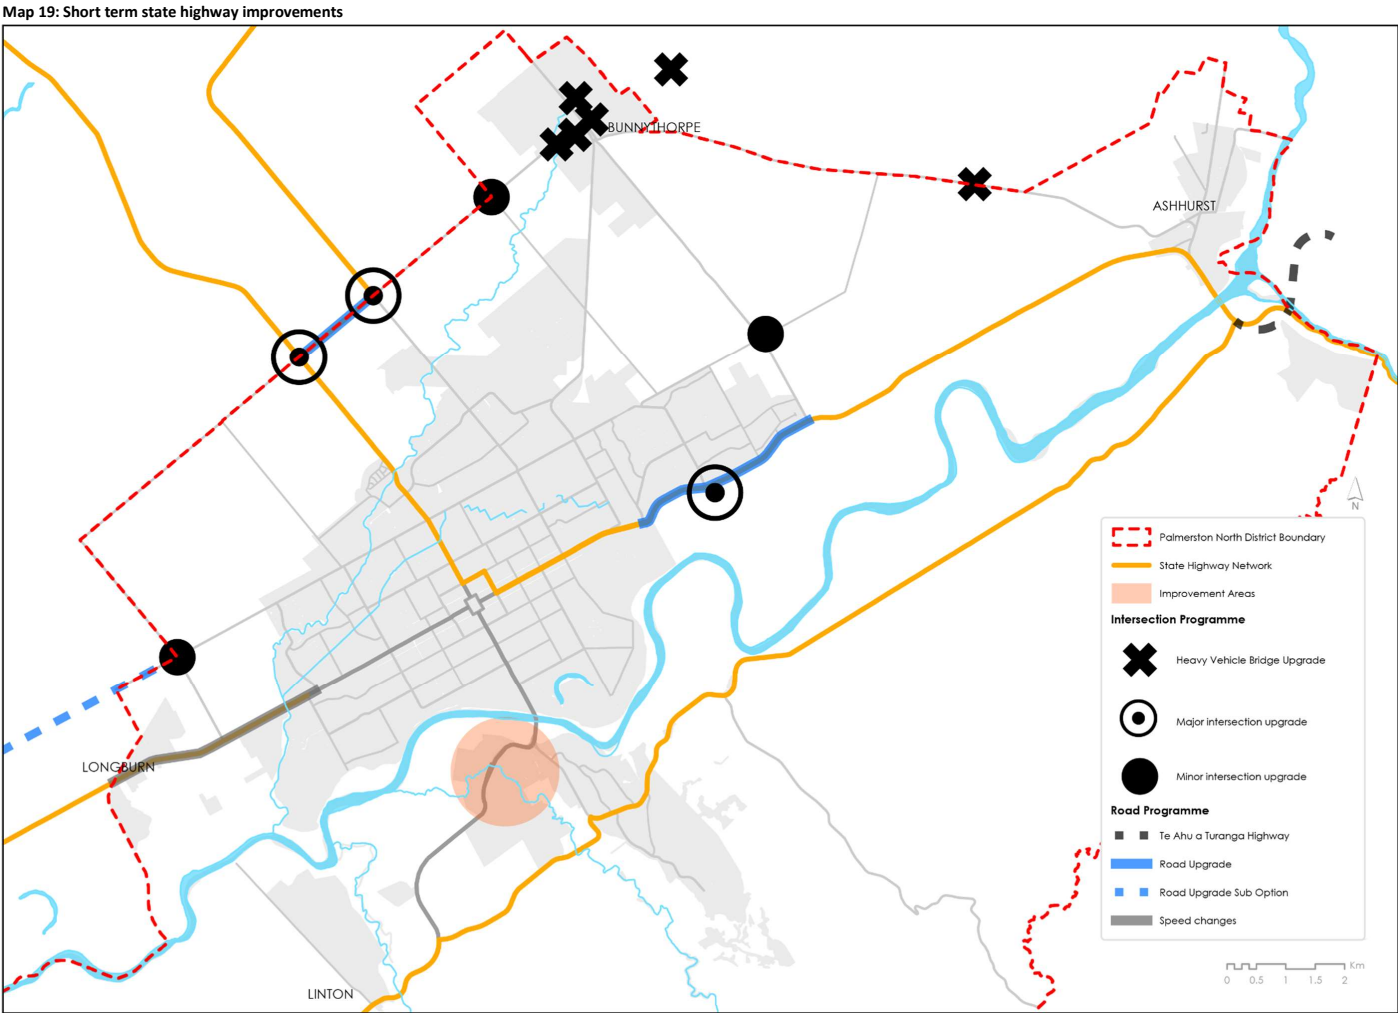 Map 19: Short term state highway improvements
BUNNYTHORPE
ASHHURST
N
Palmerston North District Boundary
State Highway Network
Improvement Areas
Intersection Programme
Heavy Vehicle Bridge Upgrade
Major intersection upgrade
LONGBURN
Minor intersection upgrade
Road Programme
Te Ahu a Turanga Highway
Road Upgrade
Road Upgrade Sub Option
Speed changes
LINTON
Km
0 0.5 1 1.5 2